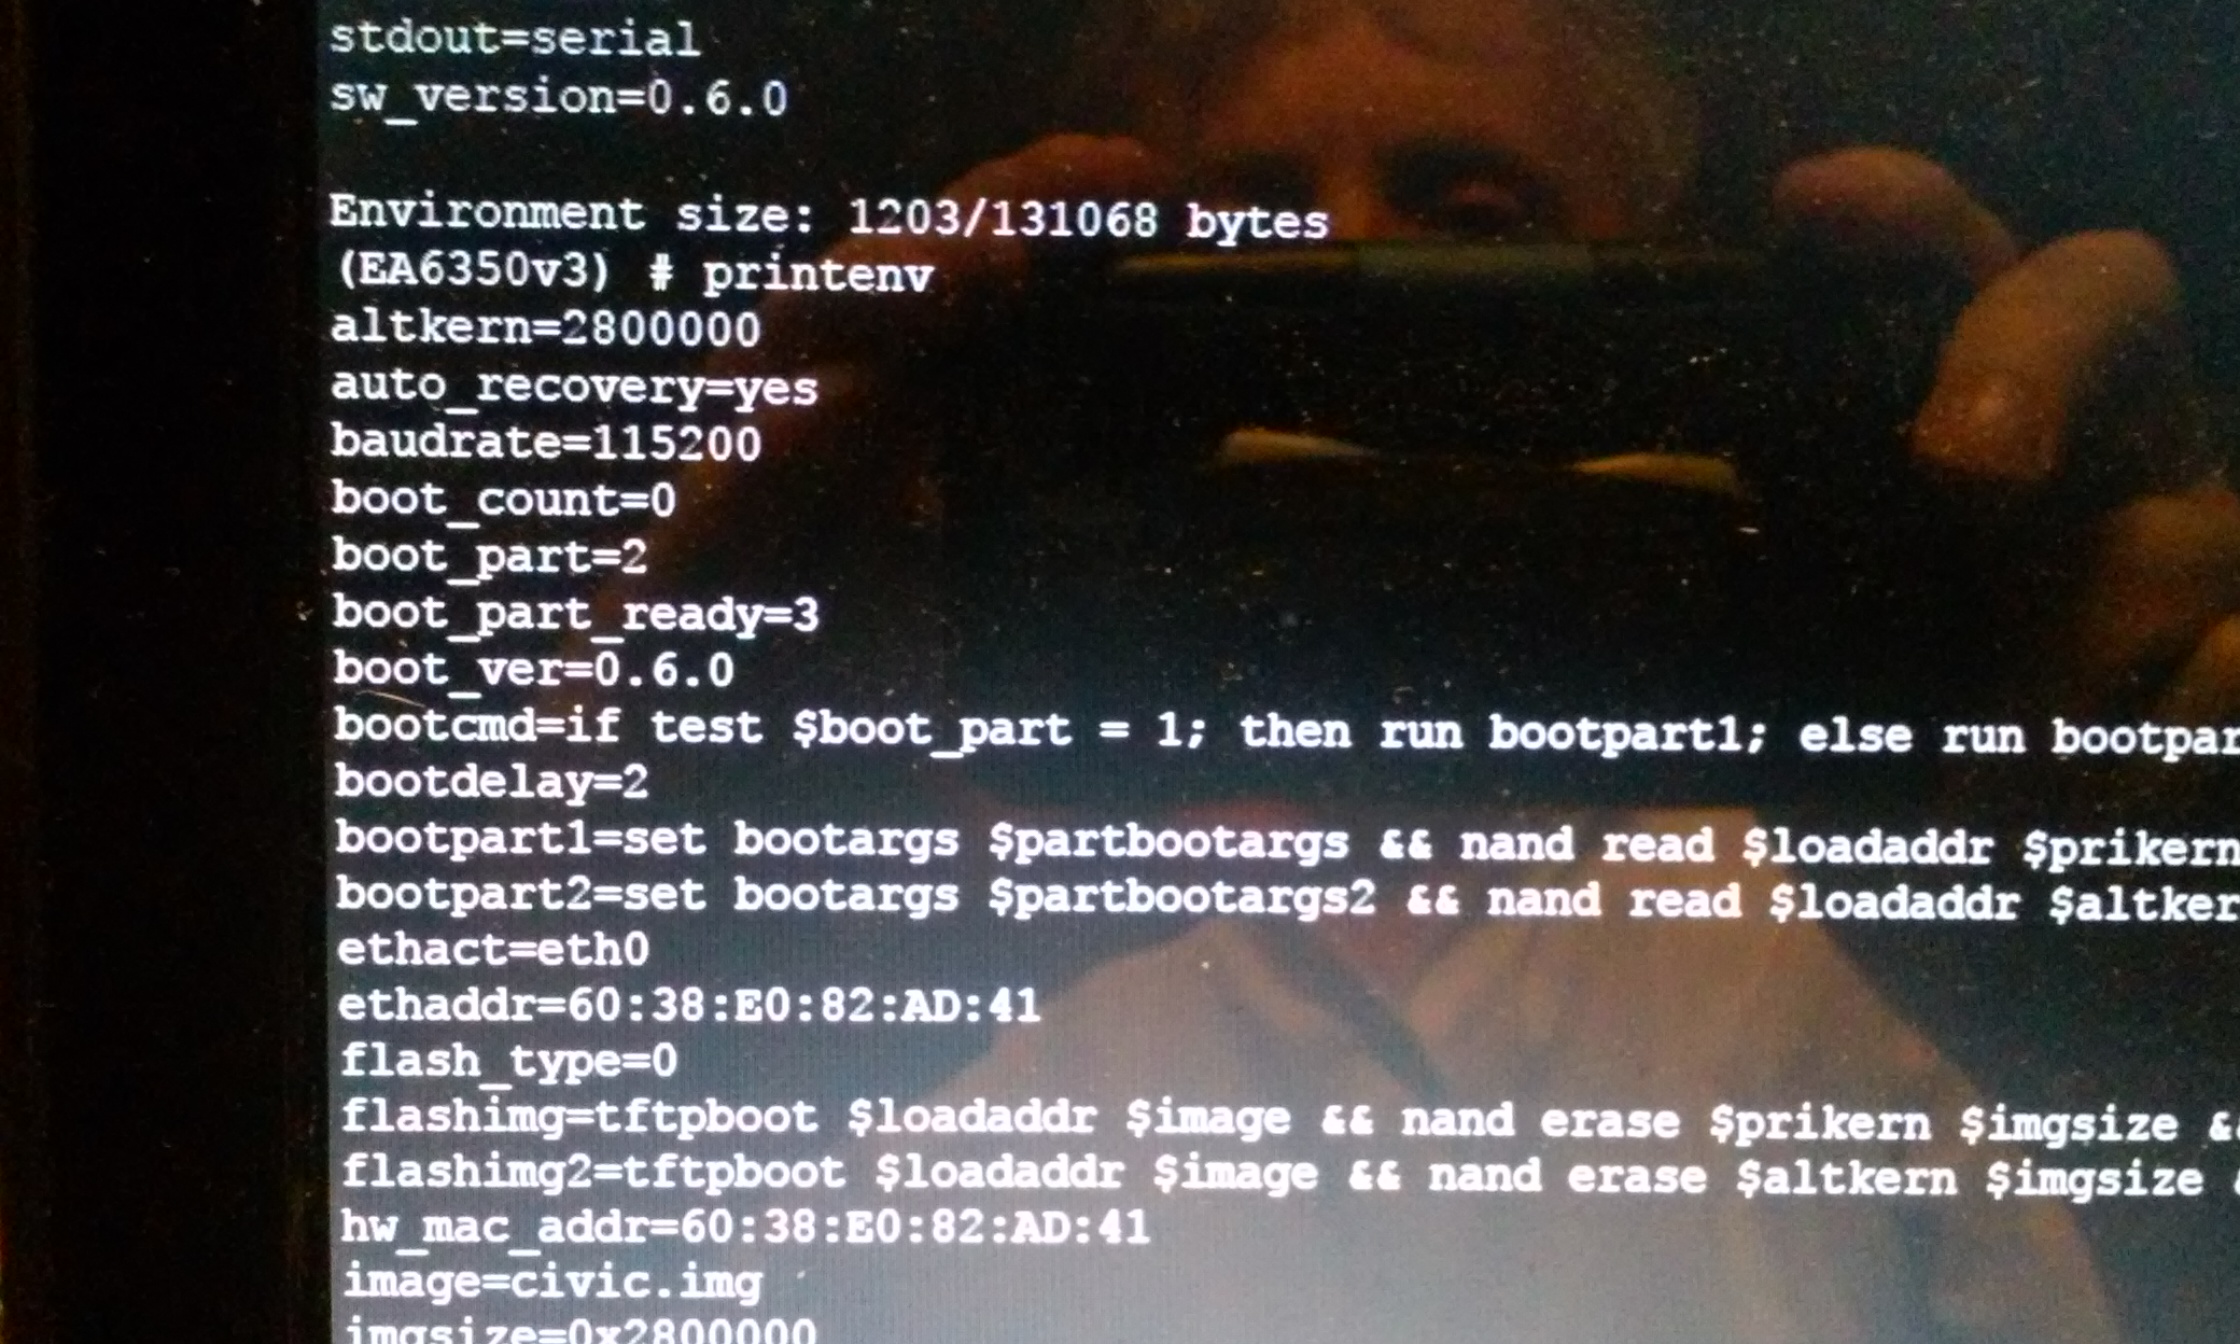 stdout=serial
sw_version=0.6.0
Environment size: 1203/131068 bytes
(EA6350v3) # printenv
altkern=2800000
auto_recovery=yes
baudrate=115200
boot_count=0
boot_part=2
boot_part_ready=3
boot_ver=0.6.0
bootcmd=if test $boot_part = 1; then run bootpart1; else run bootpar
bootdelay=2
bootpart1=set bootargs $partbootargs && nand read $loadaddr $prikern
bootpart2=set bootargs $partbootargs2 && nand read $loadaddr $altker
ethact=eth0
ethaddr=60:38:E0:82:AD:41
flash_type=0
flashimg=tftpboot $loadaddr $image && nand erase $prikern $imgsize &&
flashimg2=tftpboot $loadaddr $image && nand erase $altkern $imgsize
hw_mac_addr=60:38:E0:82:AD:41
image=civic.img
imgsize=0x2800000